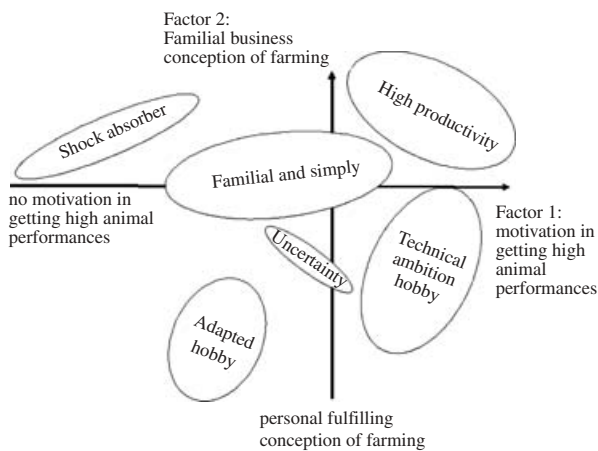 Factor 2:
Familial business
conception of farming
High productivity
Shock absorber
Familial and simply
no motivation in
getting high animal
performances
Factor 1:
motivation in
getting high
animal
performances
Uncertainty
Technical
ambition
hobby
Adapted
hobby
personal fulfilling
conception of farming